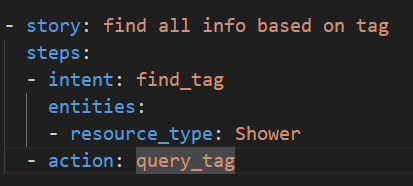 - story: find all info based on tag
  steps:
  - intent: find_tag
    entities:
    - resource_type: Shower
  - action: query_tag